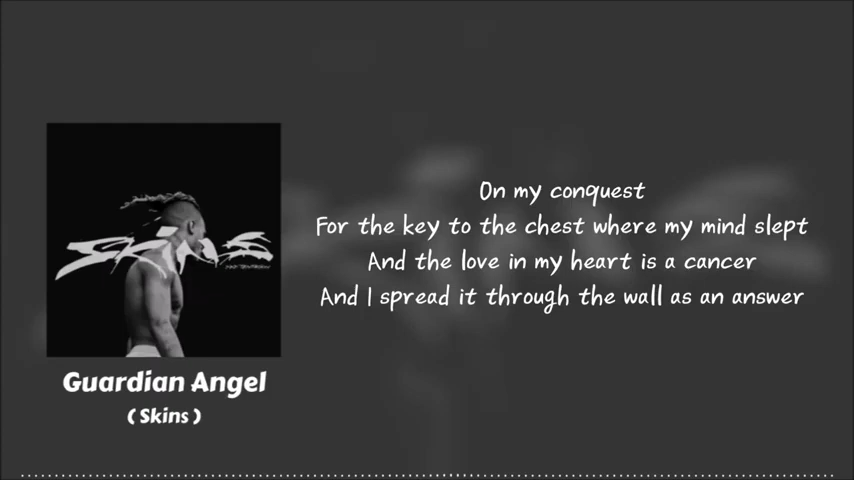 On my conquest
For the key to the chest where my mind slept
And the love in my heart is a cancer
And I spread it through the wall as an answer
Skins
Guardian Angel
( Skins )